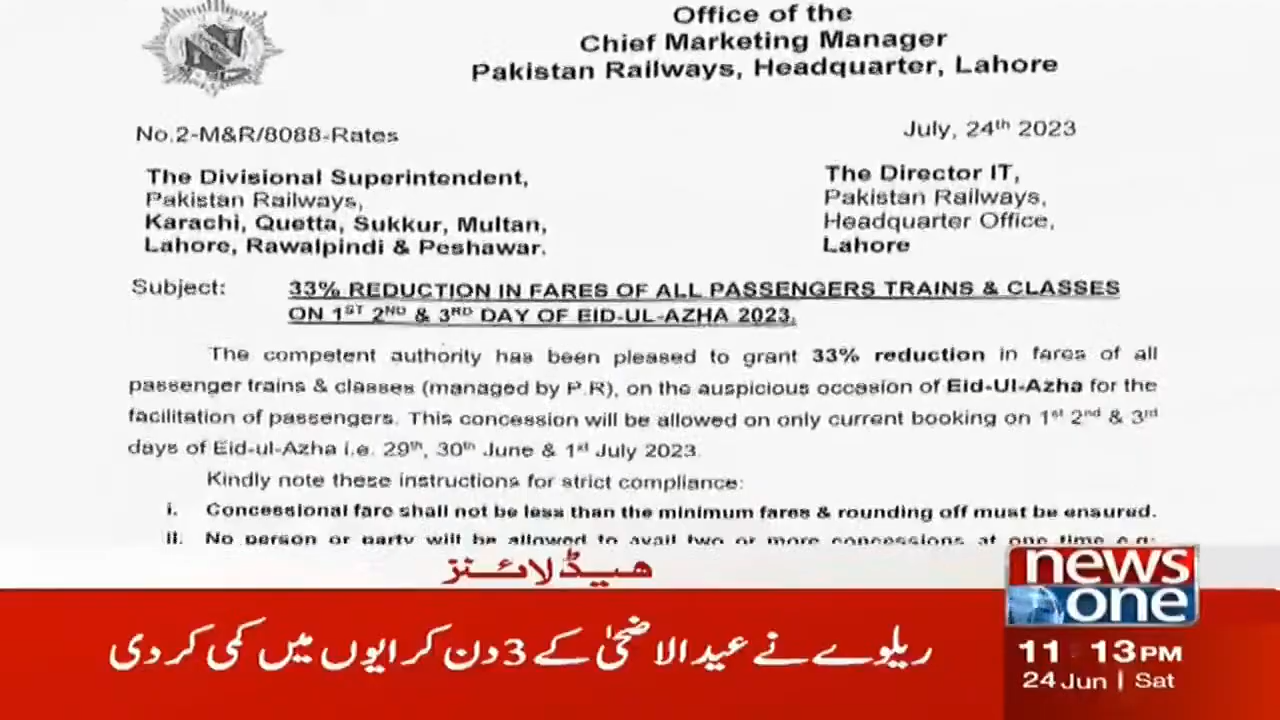 Office of the
Chief Marketing Manager
Pakistan Railways, Headquarter, Lahore
No.2-M&R/8088-Rates
July, 24th 2023
The Divisional Superintendent,
Pakistan Railways,
Karachi, Quetta, Sukkur, Multan,
Lahore, Rawalpindi & Peshawar.
The Director IT,
Pakistan Railways,
Headquarter Office,
Lahore
Subject: 33% REDUCTION IN FARES OF ALL PASSENGERS TRAINS & CLASSES
ON 1ST 2ND & 3RD DAY OF EID-UL-AZHA 2023.
The competent authority has been pleased to grant 33% reduction in fares of all
passenger trains & classes (managed by P.R), on the auspicious occasion of Eid-Ul-Azha for the
facilitation of passengers. This concession will be allowed on only current booking on 1st 2nd & 3rd
days of Eid-ul-Azha i.e. 29th, 30th June & 1st July 2023.
Kindly note these instructions for strict compliance:
i. Concessional fare shall not be less than the minimum fares & rounding off must be ensured.
ii. No person or party will be allowed to avail two or more concessions at one time e.g:
ہیڈلائنز
ریلوے نے عیدالاضحیٰ کے 3 دن کرایوں میں کمی کر دی
news
one
11 13PM
24 Jun | Sat